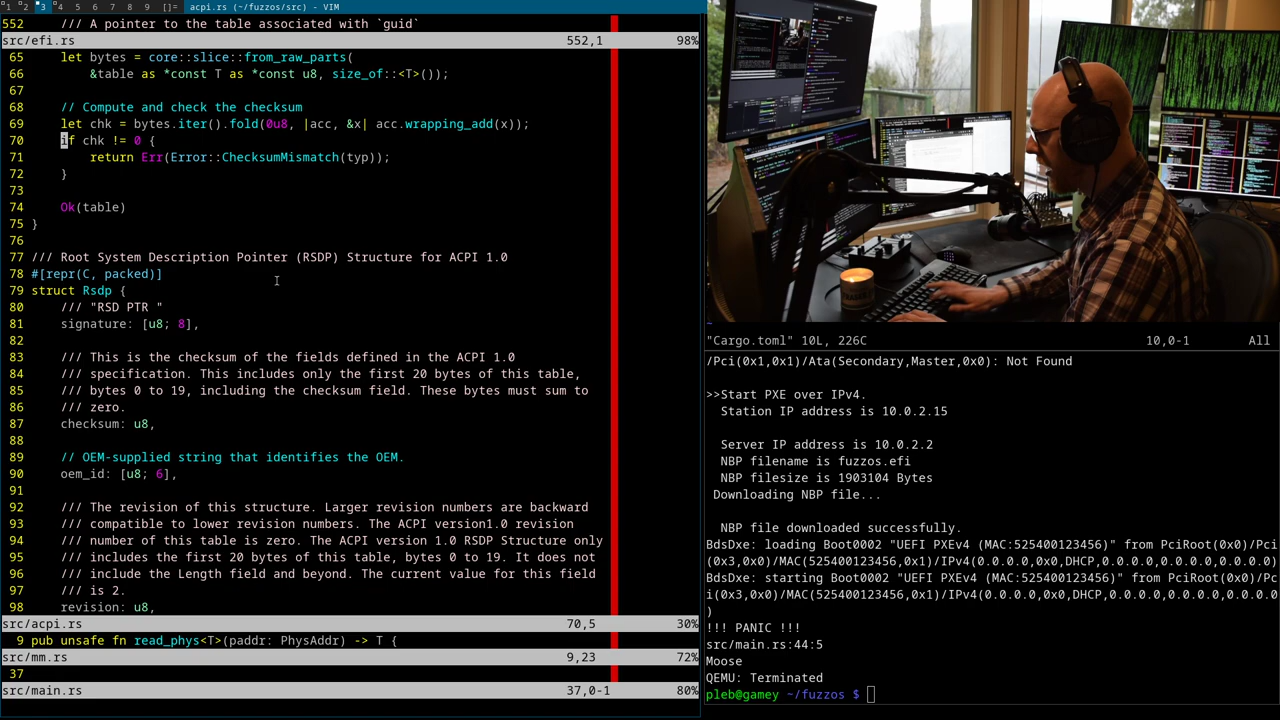 1 2 3 4 5 6 7 8 9 []= acpi.rs (~/fuzzos/src) - VIM
552 /// A pointer to the table associated with `guid`
src/efi.rs 552,1 98%
65 let bytes = core::slice::from_raw_parts(
66 &table as *const T as *const u8, size_of::<T>());
67
68 // Compute and check the checksum
69 let chk = bytes.iter().fold(0u8, |acc, &x| acc.wrapping_add(x));
70 if chk != 0 {
71 return Err(Error::ChecksumMismatch(typ));
72 }
73
74 Ok(table)
75 }
76
77 /// Root System Description Pointer (RSDP) Structure for ACPI 1.0
78 #[repr(C, packed)]
79 struct Rsdp {
80 /// "RSD PTR "
81 signature: [u8; 8],
82
83 /// This is the checksum of the fields defined in the ACPI 1.0
84 /// specification. This includes only the first 20 bytes of this table,
85 /// bytes 0 to 19, including the checksum field. These bytes must sum to
86 /// zero.
87 checksum: u8,
88
89 // OEM-supplied string that identifies the OEM.
90 oem_id: [u8; 6],
91
92 /// The revision of this structure. Larger revision numbers are backward
93 /// compatible to lower revision numbers. The ACPI version1.0 revision
94 /// number of this table is zero. The ACPI version 1.0 RSDP Structure only
95 /// includes the first 20 bytes of this table, bytes 0 to 19. It does not
96 /// include the Length field and beyond. The current value for this field
97 /// is 2.
98 revision: u8,
src/acpi.rs 70,5 30%
9 pub unsafe fn read_phys<T>(paddr: PhysAddr) -> T {
src/mm.rs 9,23 72%
37
src/main.rs 37,0-1 80%
~
"Cargo.toml" 10L, 226C 10,0-1 All
/Pci(0x1,0x1)/Ata(Secondary,Master,0x0): Not Found
>>Start PXE over IPv4.
Station IP address is 10.0.2.15
Server IP address is 10.0.2.2
NBP filename is fuzzos.efi
NBP filesize is 1903104 Bytes
Downloading NBP file...
NBP file downloaded successfully.
BdsDxe: loading Boot0002 "UEFI PXEv4 (MAC:525400123456)" from PciRoot(0x0)/Pci
(0x3,0x0)/MAC(525400123456,0x1)/IPv4(0.0.0.0,0x0,DHCP,0.0.0.0,0.0.0.0,0.0.0.0)
BdsDxe: starting Boot0002 "UEFI PXEv4 (MAC:525400123456)" from PciRoot(0x0)/Pc
i(0x3,0x0)/MAC(525400123456,0x1)/IPv4(0.0.0.0,0x0,DHCP,0.0.0.0,0.0.0.0,0.0.0.0
)
!!! PANIC !!!
src/main.rs:44:5
Moose
QEMU: Terminated
pleb@gamey ~/fuzzos $